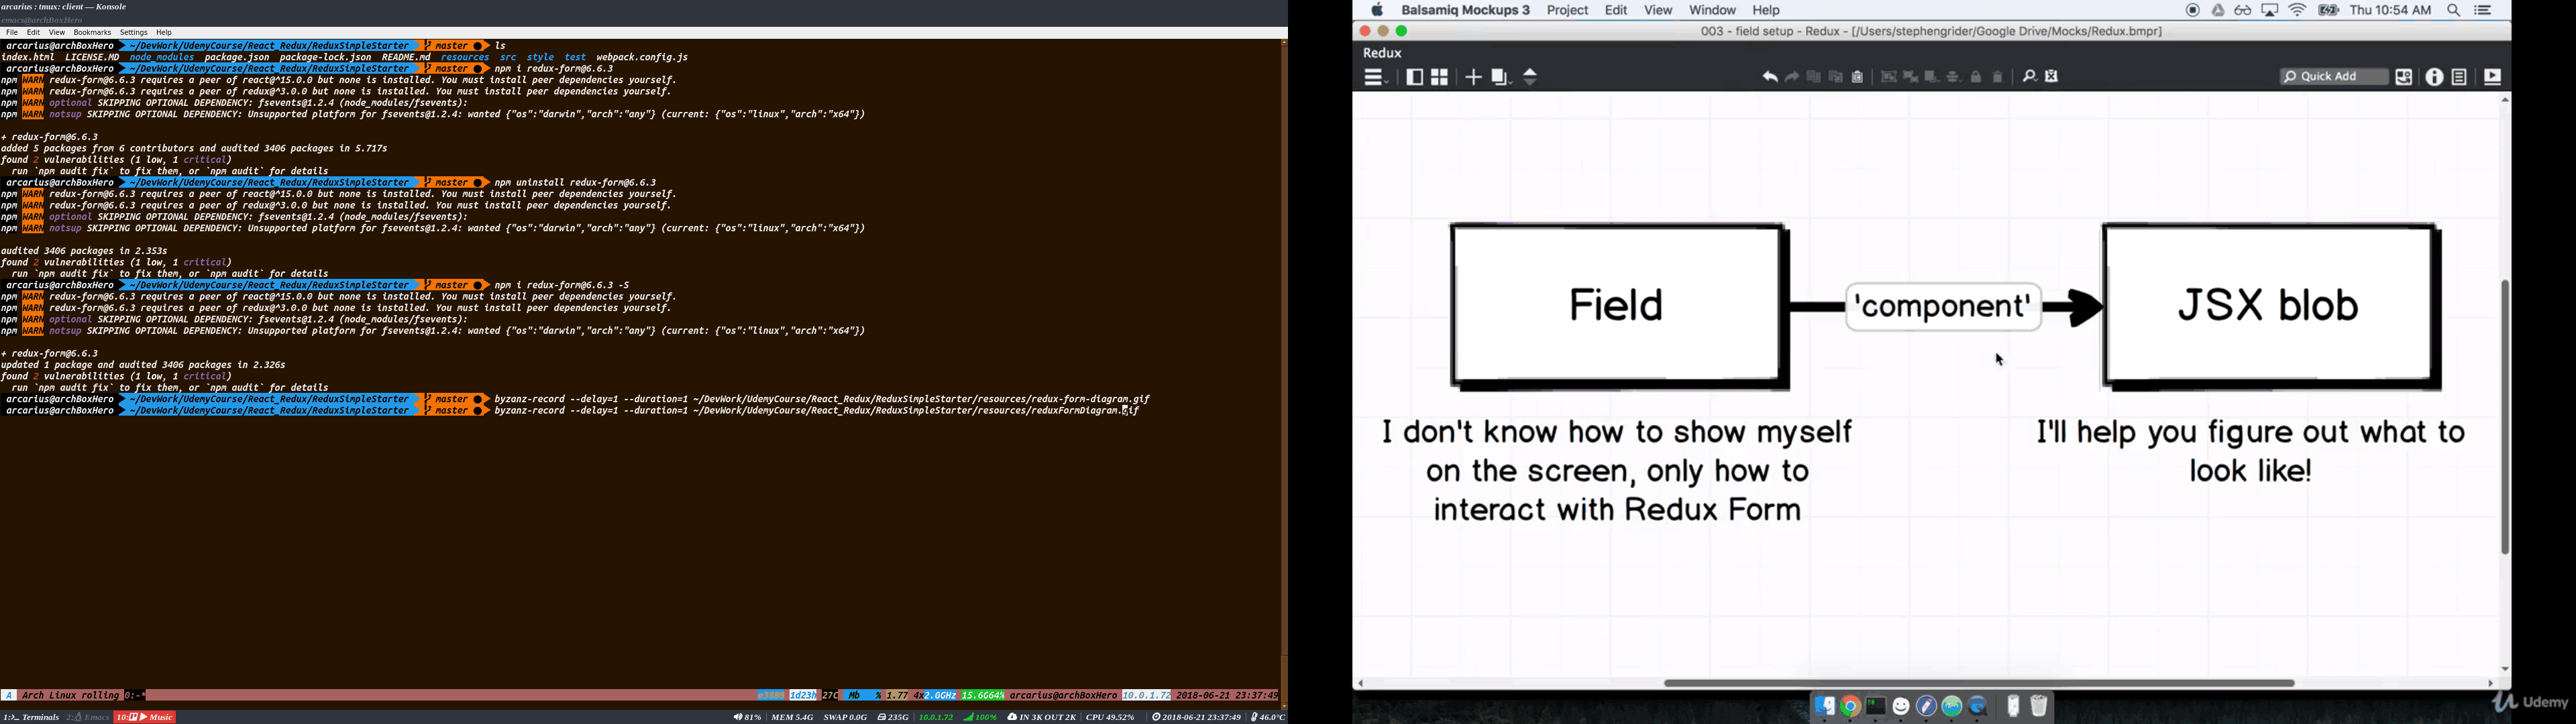 arcarius : tmux: client — Konsole
emacs@archBoxHero
File Edit View Bookmarks Settings Help
arcarius@archBoxHero ~/DevWork/UdemyCourse/React_Redux/ReduxSimpleStarter master ● ls
index.html LICENSE.MD node_modules package.json package-lock.json README.md resources src style test webpack.config.js
arcarius@archBoxHero ~/DevWork/UdemyCourse/React_Redux/ReduxSimpleStarter master ● npm i redux-form@6.6.3
npm WARN redux-form@6.6.3 requires a peer of react@^15.0.0 but none is installed. You must install peer dependencies yourself.
npm WARN redux-form@6.6.3 requires a peer of redux@^3.0.0 but none is installed. You must install peer dependencies yourself.
npm WARN optional SKIPPING OPTIONAL DEPENDENCY: fsevents@1.2.4 (node_modules/fsevents):
npm WARN notsup SKIPPING OPTIONAL DEPENDENCY: Unsupported platform for fsevents@1.2.4: wanted {"os":"darwin","arch":"any"} (current: {"os":"linux","arch":"x64"})
+ redux-form@6.6.3
added 5 packages from 6 contributors and audited 3406 packages in 5.717s
found 2 vulnerabilities (1 low, 1 critical)
run `npm audit fix` to fix them, or `npm audit` for details
arcarius@archBoxHero ~/DevWork/UdemyCourse/React_Redux/ReduxSimpleStarter master ● npm uninstall redux-form@6.6.3
npm WARN redux-form@6.6.3 requires a peer of react@^15.0.0 but none is installed. You must install peer dependencies yourself.
npm WARN redux-form@6.6.3 requires a peer of redux@^3.0.0 but none is installed. You must install peer dependencies yourself.
npm WARN optional SKIPPING OPTIONAL DEPENDENCY: fsevents@1.2.4 (node_modules/fsevents):
npm WARN notsup SKIPPING OPTIONAL DEPENDENCY: Unsupported platform for fsevents@1.2.4: wanted {"os":"darwin","arch":"any"} (current: {"os":"linux","arch":"x64"})
audited 3406 packages in 2.353s
found 2 vulnerabilities (1 low, 1 critical)
run `npm audit fix` to fix them, or `npm audit` for details
arcarius@archBoxHero ~/DevWork/UdemyCourse/React_Redux/ReduxSimpleStarter master ● npm i redux-form@6.6.3 -S
npm WARN redux-form@6.6.3 requires a peer of react@^15.0.0 but none is installed. You must install peer dependencies yourself.
npm WARN redux-form@6.6.3 requires a peer of redux@^3.0.0 but none is installed. You must install peer dependencies yourself.
npm WARN optional SKIPPING OPTIONAL DEPENDENCY: fsevents@1.2.4 (node_modules/fsevents):
npm WARN notsup SKIPPING OPTIONAL DEPENDENCY: Unsupported platform for fsevents@1.2.4: wanted {"os":"darwin","arch":"any"} (current: {"os":"linux","arch":"x64"})
+ redux-form@6.6.3
updated 1 package and audited 3406 packages in 2.326s
found 2 vulnerabilities (1 low, 1 critical)
run `npm audit fix` to fix them, or `npm audit` for details
arcarius@archBoxHero ~/DevWork/UdemyCourse/React_Redux/ReduxSimpleStarter master ● byzanz-record --delay=1 --duration=1 ~/DevWork/UdemyCourse/React_Redux/ReduxSimpleStarter/resources/redux-form-diagram.gif
arcarius@archBoxHero ~/DevWork/UdemyCourse/React_Redux/ReduxSimpleStarter master ● byzanz-record --delay=1 --duration=1 ~/DevWork/UdemyCourse/React_Redux/ReduxSimpleStarter/resources/reduxFormDiagram.gif
A Arch Linux rolling 0:-* 1d23h 27C Mb % 1.77 4x2.0GHz 15.6G64% arcarius@archBoxHero 10.0.1.72 2018-06-21 23:37:49
1: Terminals 2: Emacs 10: Music 81% MEM 5.4G SWAP 0.0G 235G 10.0.1.72 100% IN 3K OUT 2K CPU 49.52% 2018-06-21 23:37:49 46.0°C
Balsamiq Mockups 3 Project Edit View Window Help Thu 10:54 AM
003 - field setup - Redux - [/Users/stephengrider/Google Drive/Mocks/Redux.bmpr]
Redux
Quick Add
Field 'component' JSX blob
I don't know how to show myself
on the screen, only how to
interact with Redux Form
I'll help you figure out what to
look like!
Udemy